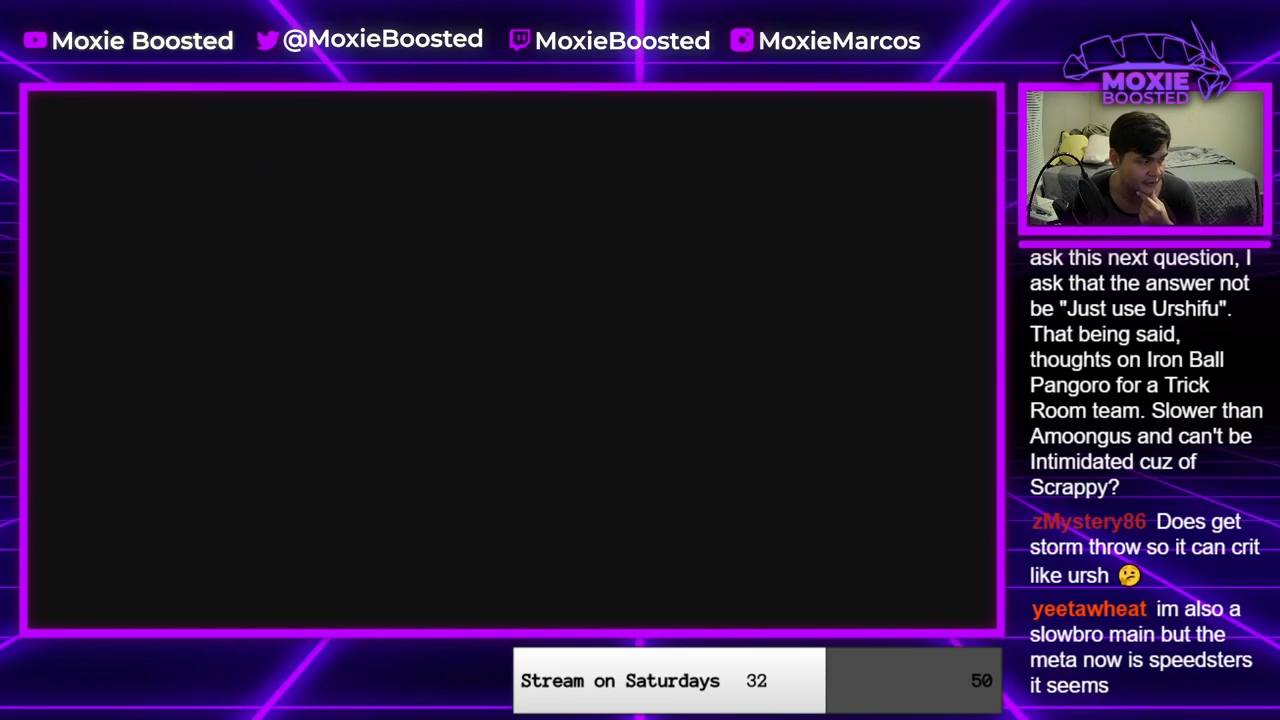 Moxie Boosted @MoxieBoosted MoxieBoosted MoxieMarcos
MOXIE
BOOSTED
ask this next question, I
ask that the answer not
be "Just use Urshifu".
That being said,
thoughts on Iron Ball
Pangoro for a Trick
Room team. Slower than
Amoongus and can't be
Intimidated cuz of
Scrappy?
zMystery86 Does get
storm throw so it can crit
like ursh 🤔
yeetawheat im also a
slowbro main but the
meta now is speedsters
it seems
Stream on Saturdays 32 50